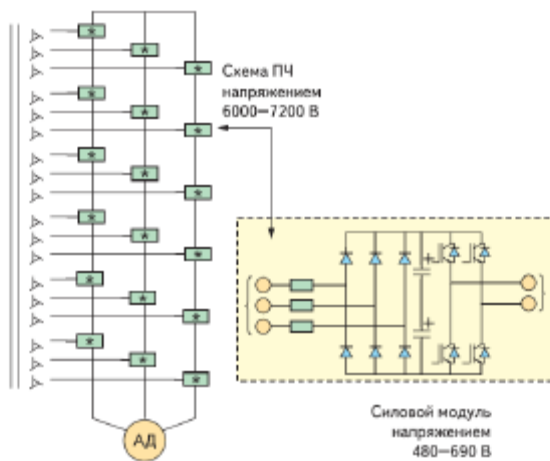 Схема ПЧ
напряжением
6000—7200 В
+
+
Силовой модуль
напряжением
480—690 В
АД